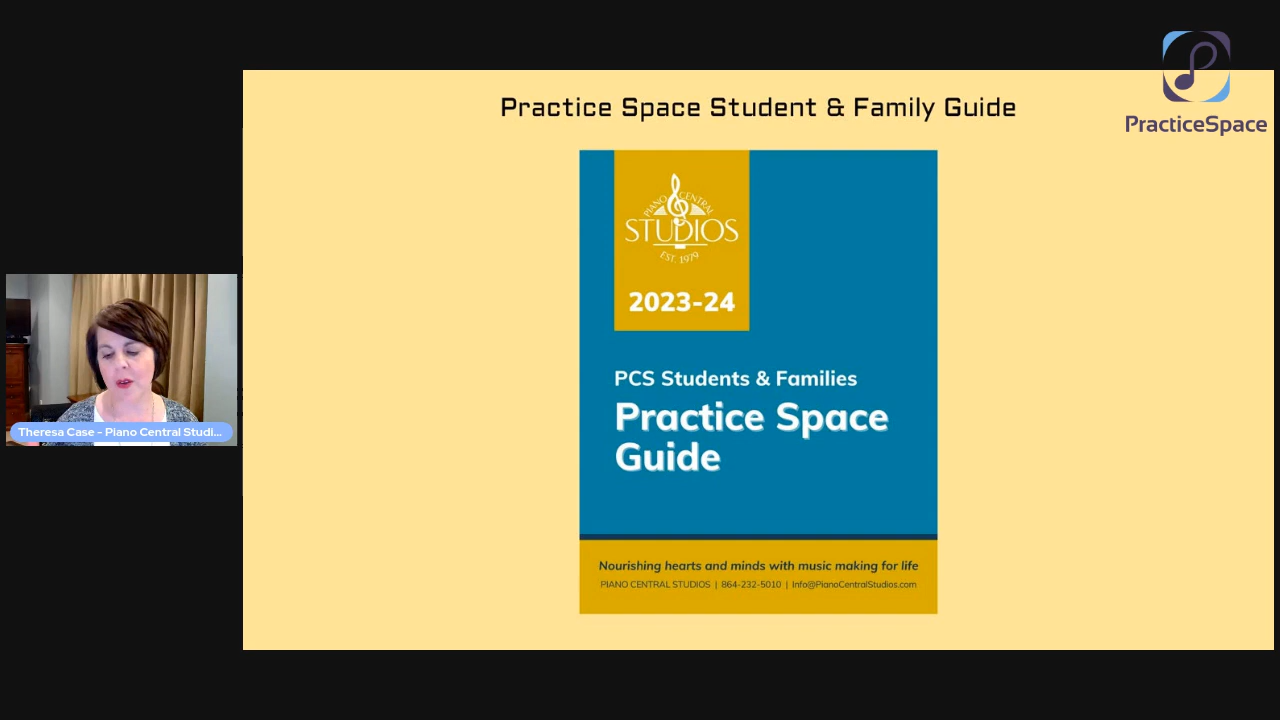 Practice Space Student & Family Guide
PracticeSpace
PIANO CENTRAL
STUDIOS
EST. 1979
2023-24
PCS Students & Families
Practice Space
Guide
Nourishing hearts and minds with music making for life
PIANO CENTRAL STUDIOS | 864-232-5010 | Info@PianoCentralStudios.com
Theresa Case - Piano Central Studi...